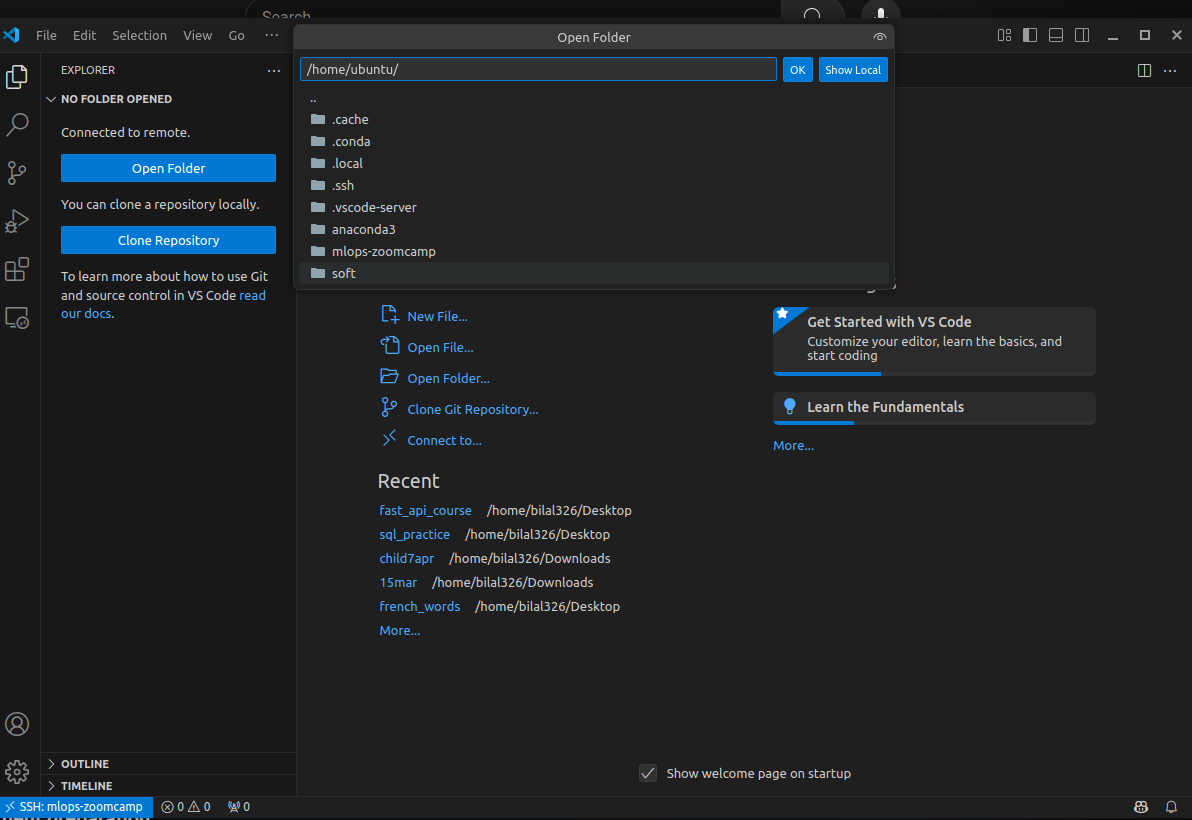 Search
File Edit Selection View Go ···
Open Folder
EXPLORER ···
/home/ubuntu/ OK Show Local
NO FOLDER OPENED
..
Connected to remote.
.cache
.conda
Open Folder
.local
.ssh
You can clone a repository locally.
.vscode-server
anaconda3
Clone Repository
mlops-zoomcamp
soft
To learn more about how to use Git
and source control in VS Code read
our docs.
New File...
Open File...
Open Folder...
Clone Git Repository...
Connect to...
Get Started with VS Code
Customize your editor, learn the basics, and
start coding
Learn the Fundamentals
More...
Recent
fast_api_course /home/bilal326/Desktop
sql_practice /home/bilal326/Desktop
child7apr /home/bilal326/Downloads
15mar /home/bilal326/Downloads
french_words /home/bilal326/Desktop
More...
OUTLINE
Show welcome page on startup
TIMELINE
SSH: mlops-zoomcamp 0 0 0